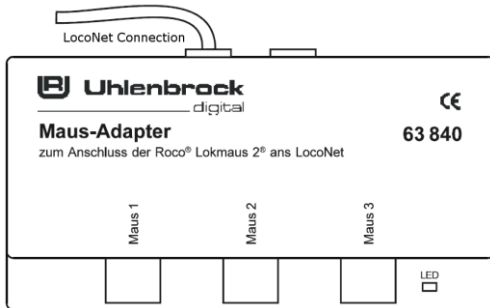 LocoNet Connection
Uhlenbrock
digital
CE
Maus-Adapter
63 840
zum Anschluss der Roco® Lokmaus 2® ans LocoNet
Maus 1
Maus 2
Maus 3
LED